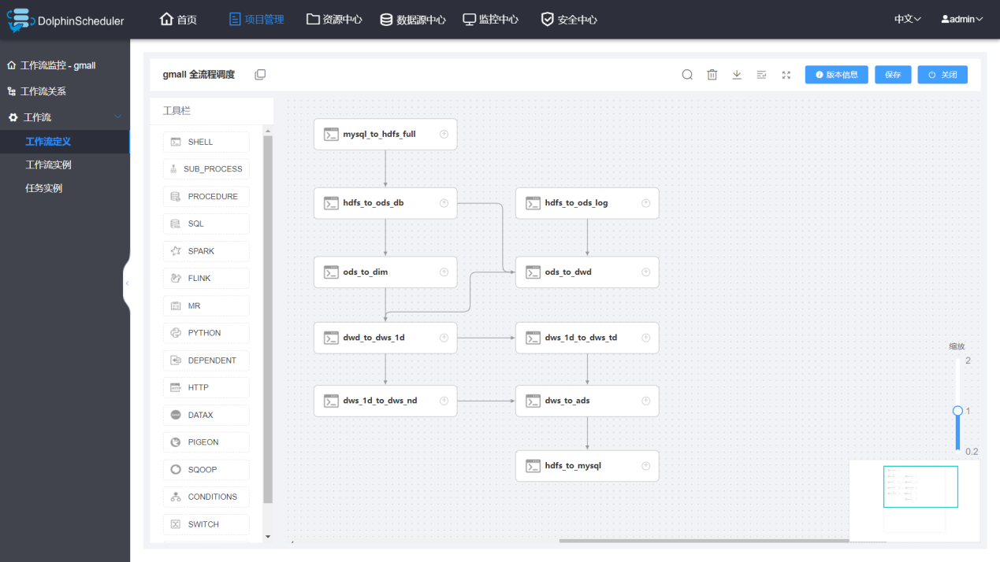 DolphinScheduler
首页
项目管理
资源中心
数据源中心
监控中心
安全中心
中文
admin
工作流监控 - gmall
工作流关系
工作流
工作流定义
工作流实例
任务实例
gmall 全流程调度
版本信息
保存
关闭
工具栏
SHELL
SUB_PROCESS
PROCEDURE
SQL
SPARK
FLINK
MR
PYTHON
DEPENDENT
HTTP
DATAX
PIGEON
SQOOP
CONDITIONS
SWITCH
mysql_to_hdfs_full
hdfs_to_ods_db
hdfs_to_ods_log
ods_to_dim
ods_to_dwd
dwd_to_dws_1d
dws_1d_to_dws_td
dws_1d_to_dws_nd
dws_to_ads
hdfs_to_mysql
缩放
2
1
0.2